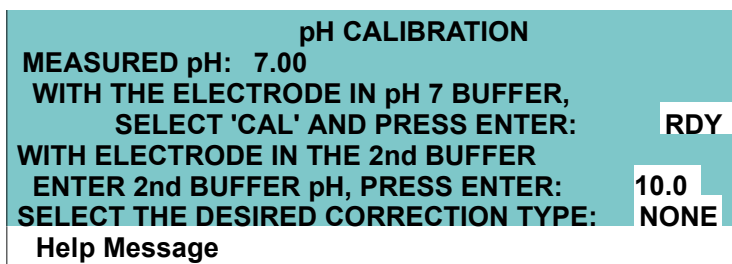 pH CALIBRATION
MEASURED pH: 7.00
WITH THE ELECTRODE IN pH 7 BUFFER,
SELECT 'CAL' AND PRESS ENTER: RDY
WITH ELECTRODE IN THE 2nd BUFFER
ENTER 2nd BUFFER pH, PRESS ENTER: 10.0
SELECT THE DESIRED CORRECTION TYPE: NONE
Help Message